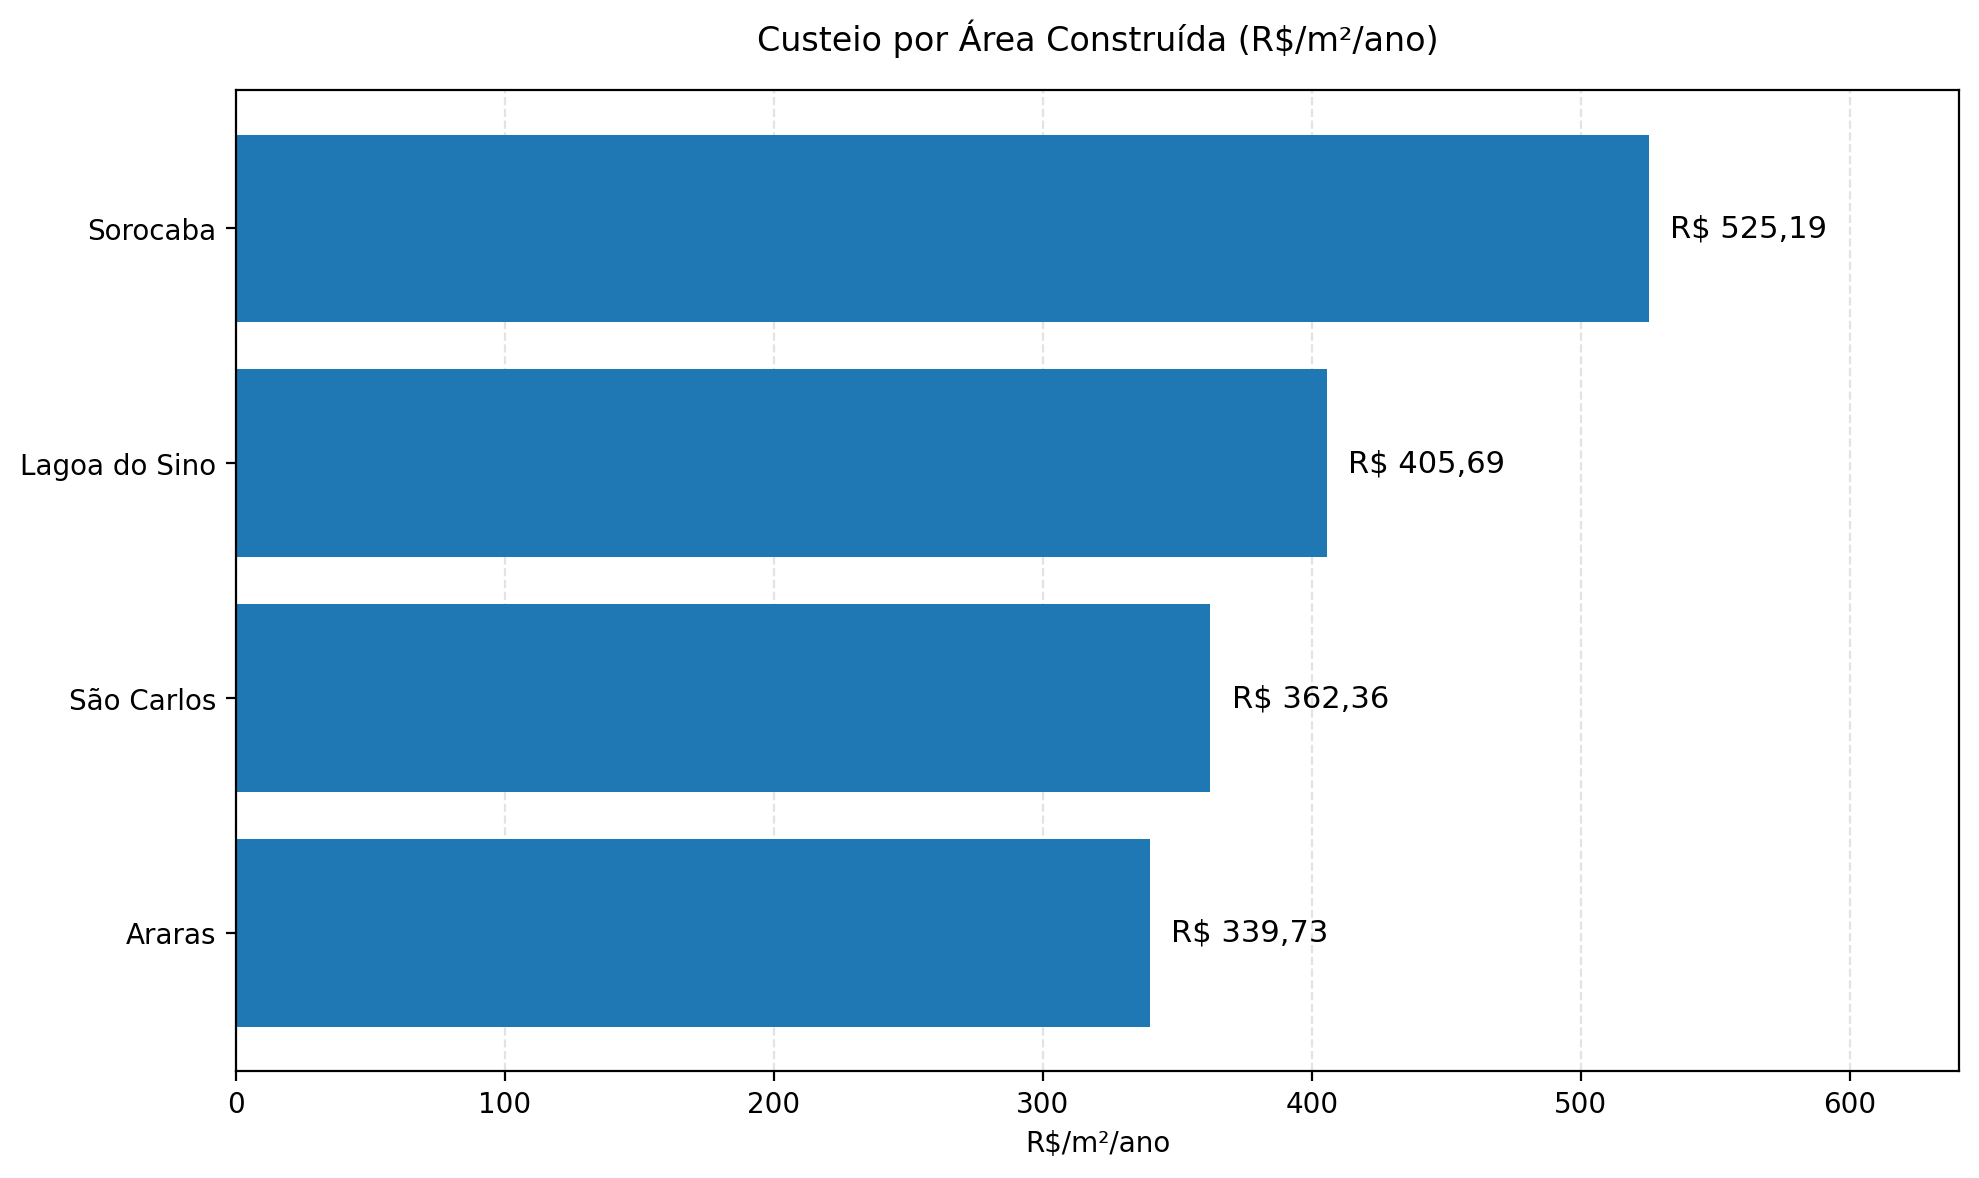 Custeio por Área Construída (R$/m²/ano)
Sorocaba
R$ 525,19
Lagoa do Sino
R$ 405,69
São Carlos
R$ 362,36
Araras
R$ 339,73
0 100 200 300 400 500 600
R$/m²/ano